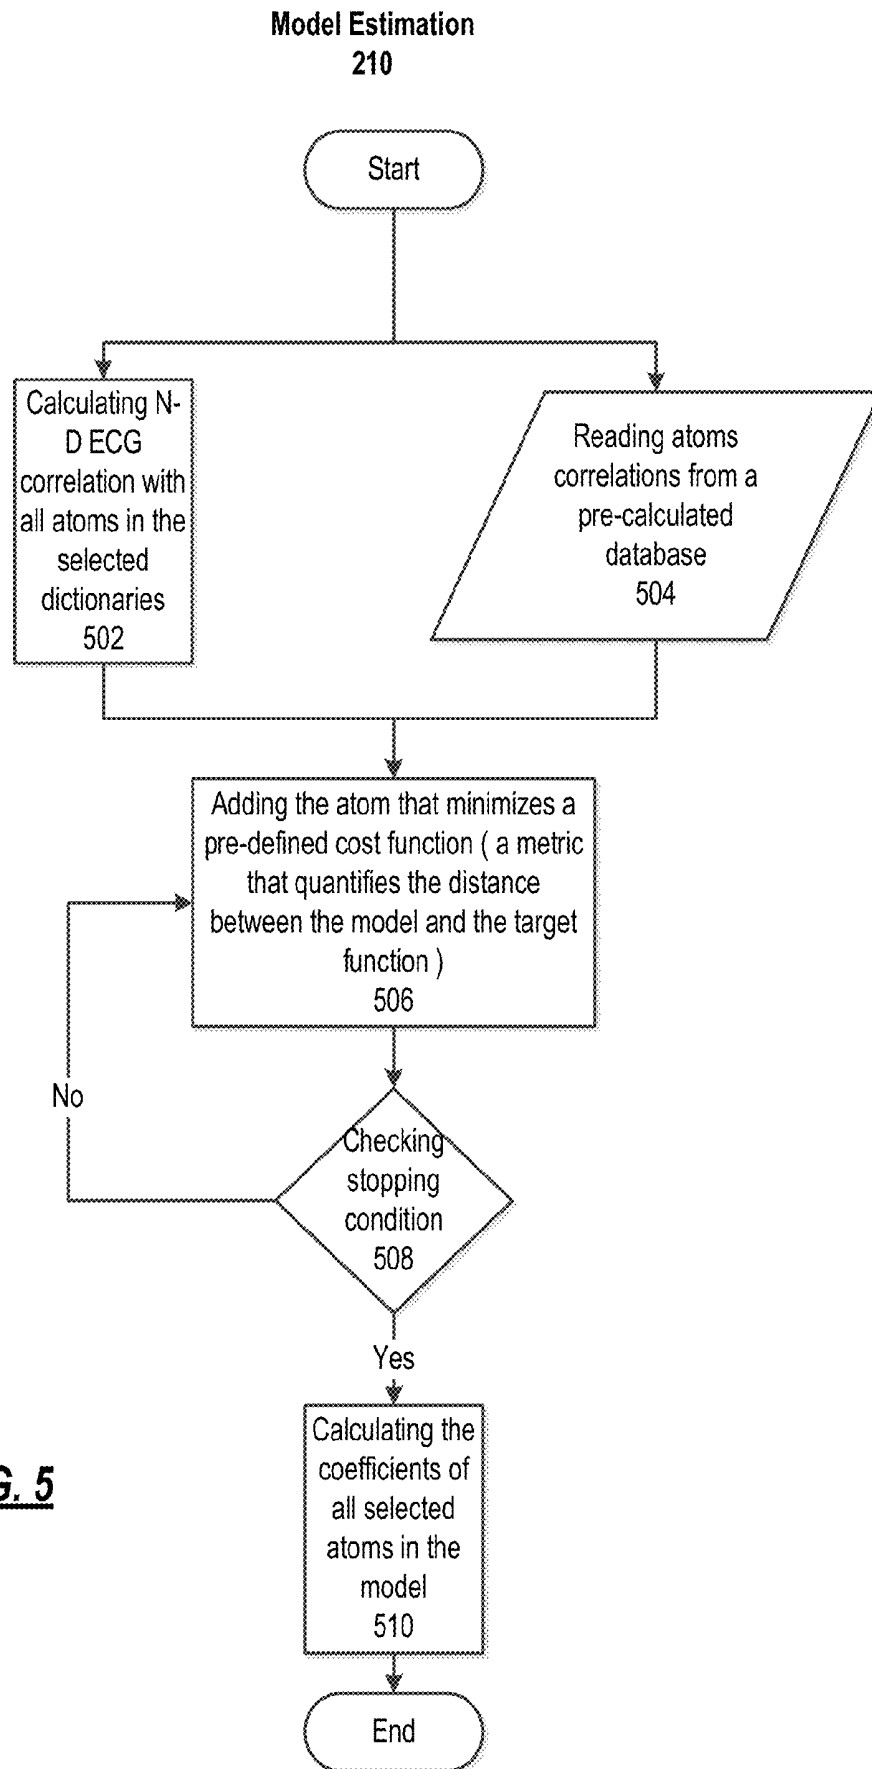 Model Estimation
210
Start
Calculating N-
D ECG
correlation with
all atoms in the
selected
dictionaries
502
Reading atoms
correlations from a
pre-calculated
database
504
Adding the atom that minimizes a
pre-defined cost function ( a metric
that quantifies the distance
between the model and the target
function )
506
No
Checking
stopping
condition
508
Yes
Calculating the
coefficients of
all selected
atoms in the
model
510
G. 5
End